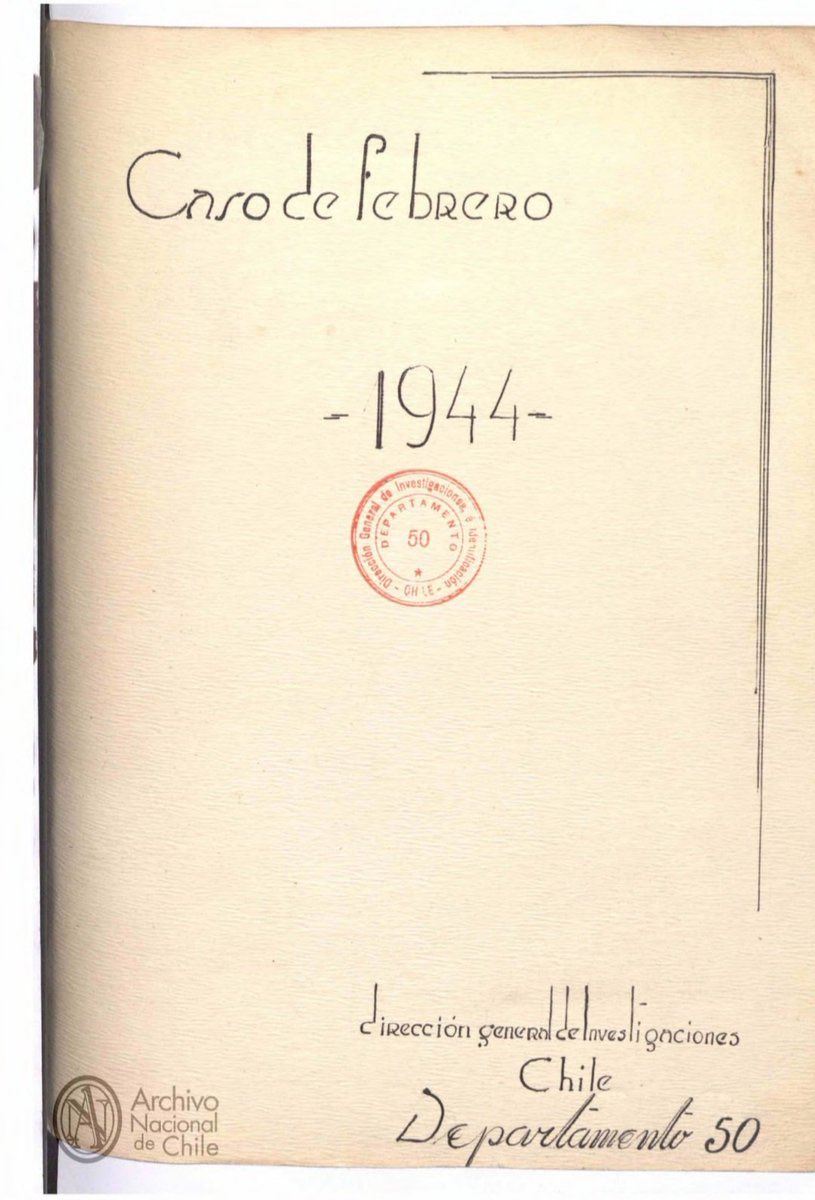 Caso de febrero
-1944-
Dirección General de Investigaciones é Identificación
- CHILE -
DEPARTAMENTO
50
dirección general de Investigaciones
Chile
Departamento 50
Archivo
Nacional
de Chile